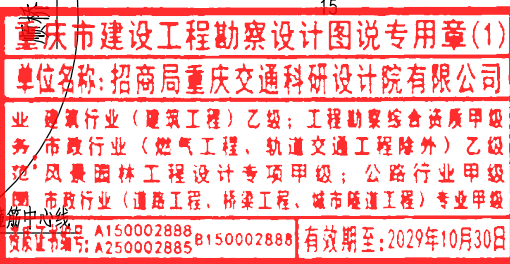 15
重庆市建设工程勘察设计图说专用章(1)
单位名称:招商局重庆交通科研设计院有限公司
业务范围
建筑行业（建筑工程）乙级；工程勘察综合资质甲级
市政行业（燃气工程、轨道交通工程除外）乙级
风景园林工程设计专项甲级；公路行业甲级
市政行业（道路工程、桥梁工程、城市隧道工程）专业甲级
筋中心线
资质证书编号: A150002888 A250002885 B150002888
有效期至:2029年10月30日